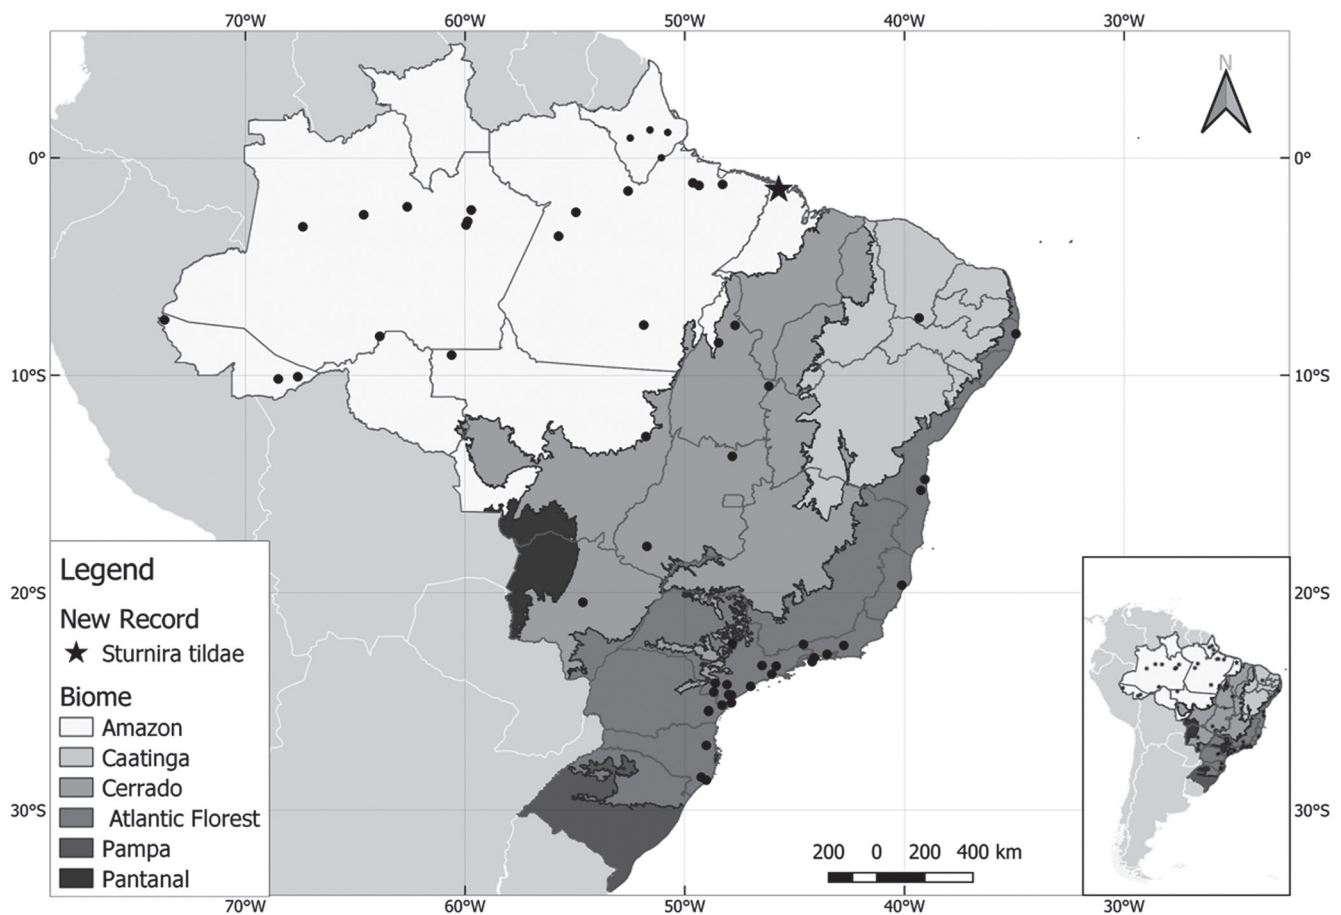 70°W 60°W 50°W 40°W 30°W
N
0° 0°
10°S 10°S
Legend
New Record
Sturnira tildae
Biome
Amazon
Caatinga
Cerrado
Atlantic Florest
Pampa
Pantanal
20°S 20°S
30°S 30°S
200 0 200 400 km
70°W 60°W 50°W 40°W 30°W